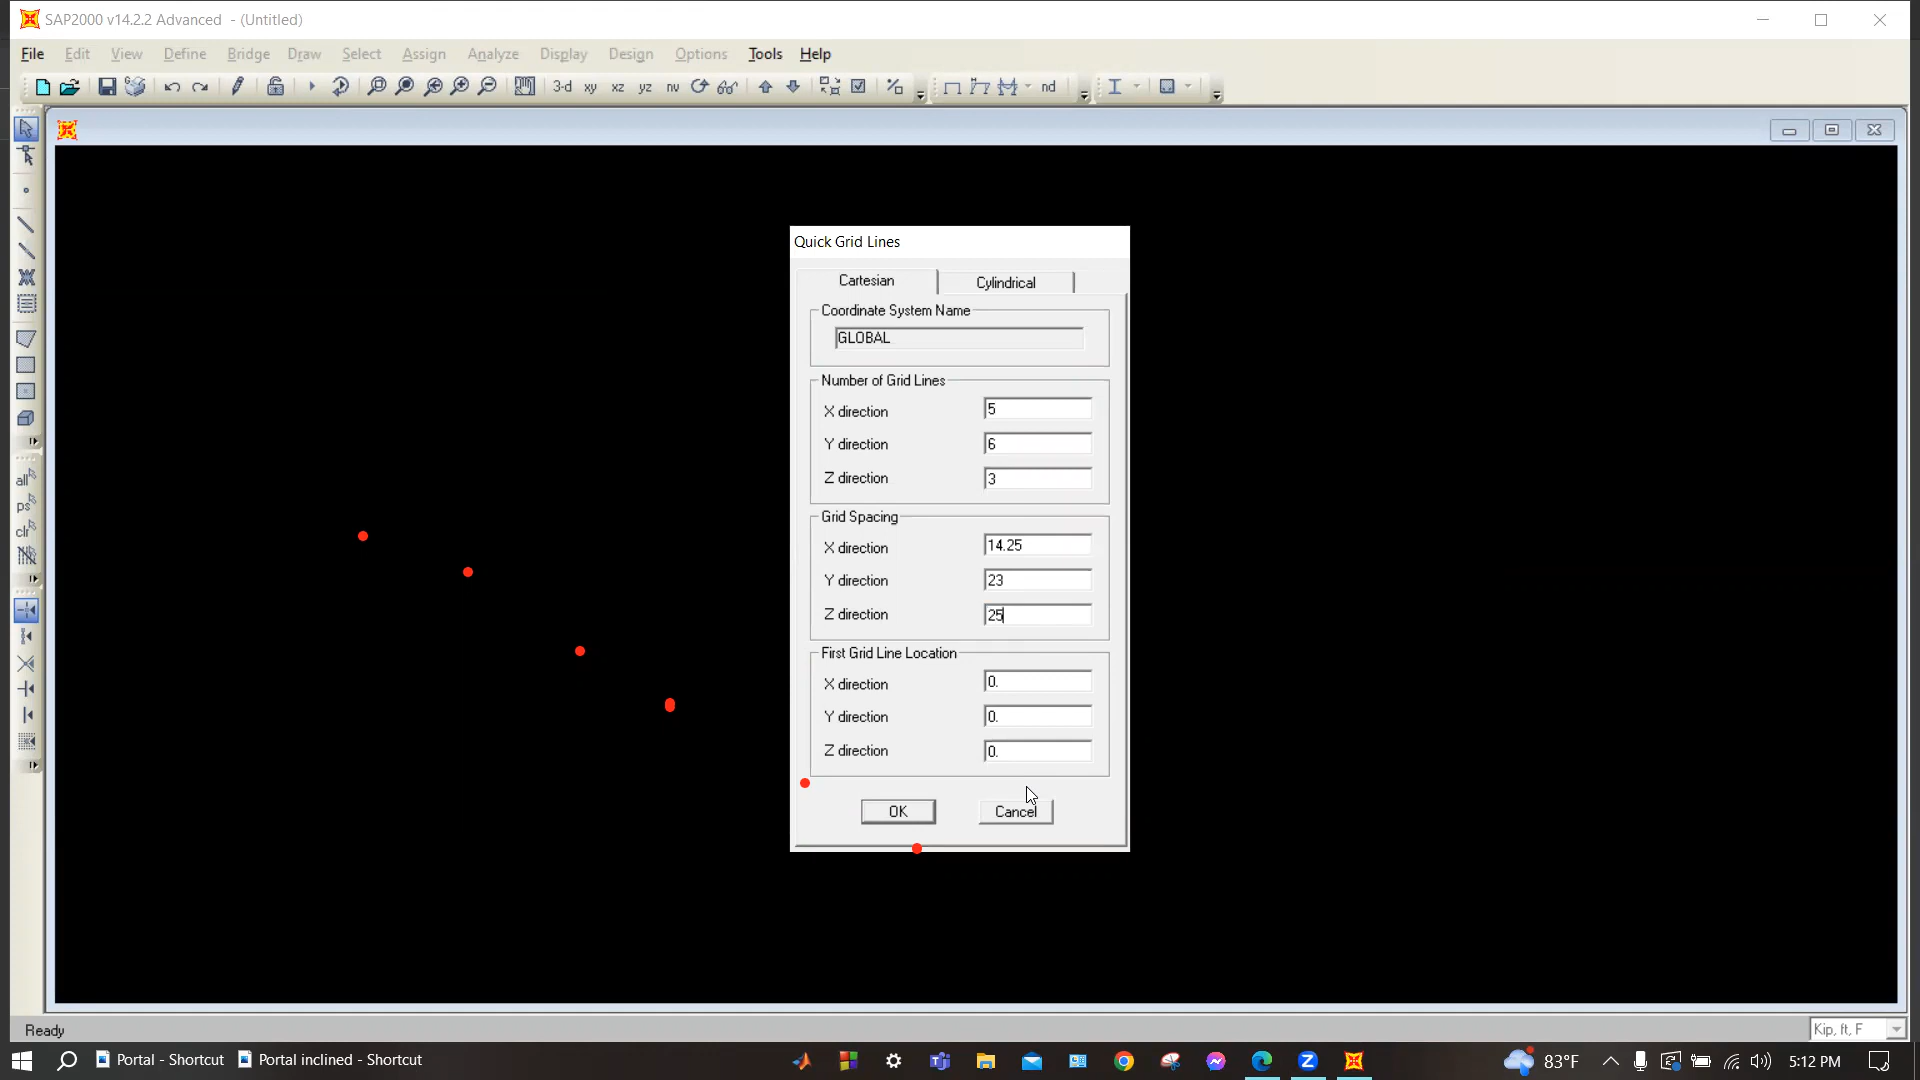 SAP2000 v14.2.2 Advanced - (Untitled)
File Edit View Define Bridge Draw Select Assign Analyze Display Design Options Tools Help
3-d xy xz yz nv nd
all
ps
clr
Quick Grid Lines
Cartesian Cylindrical
Coordinate System Name
GLOBAL
Number of Grid Lines
X direction 5
Y direction 6
Z direction 3
Grid Spacing
X direction 14.25
Y direction 23
Z direction 25
First Grid Line Location
X direction 0.
Y direction 0.
Z direction 0.
OK Cancel
Ready Kip, ft, F
Portal - Shortcut Portal inclined - Shortcut 83°F 5:12 PM